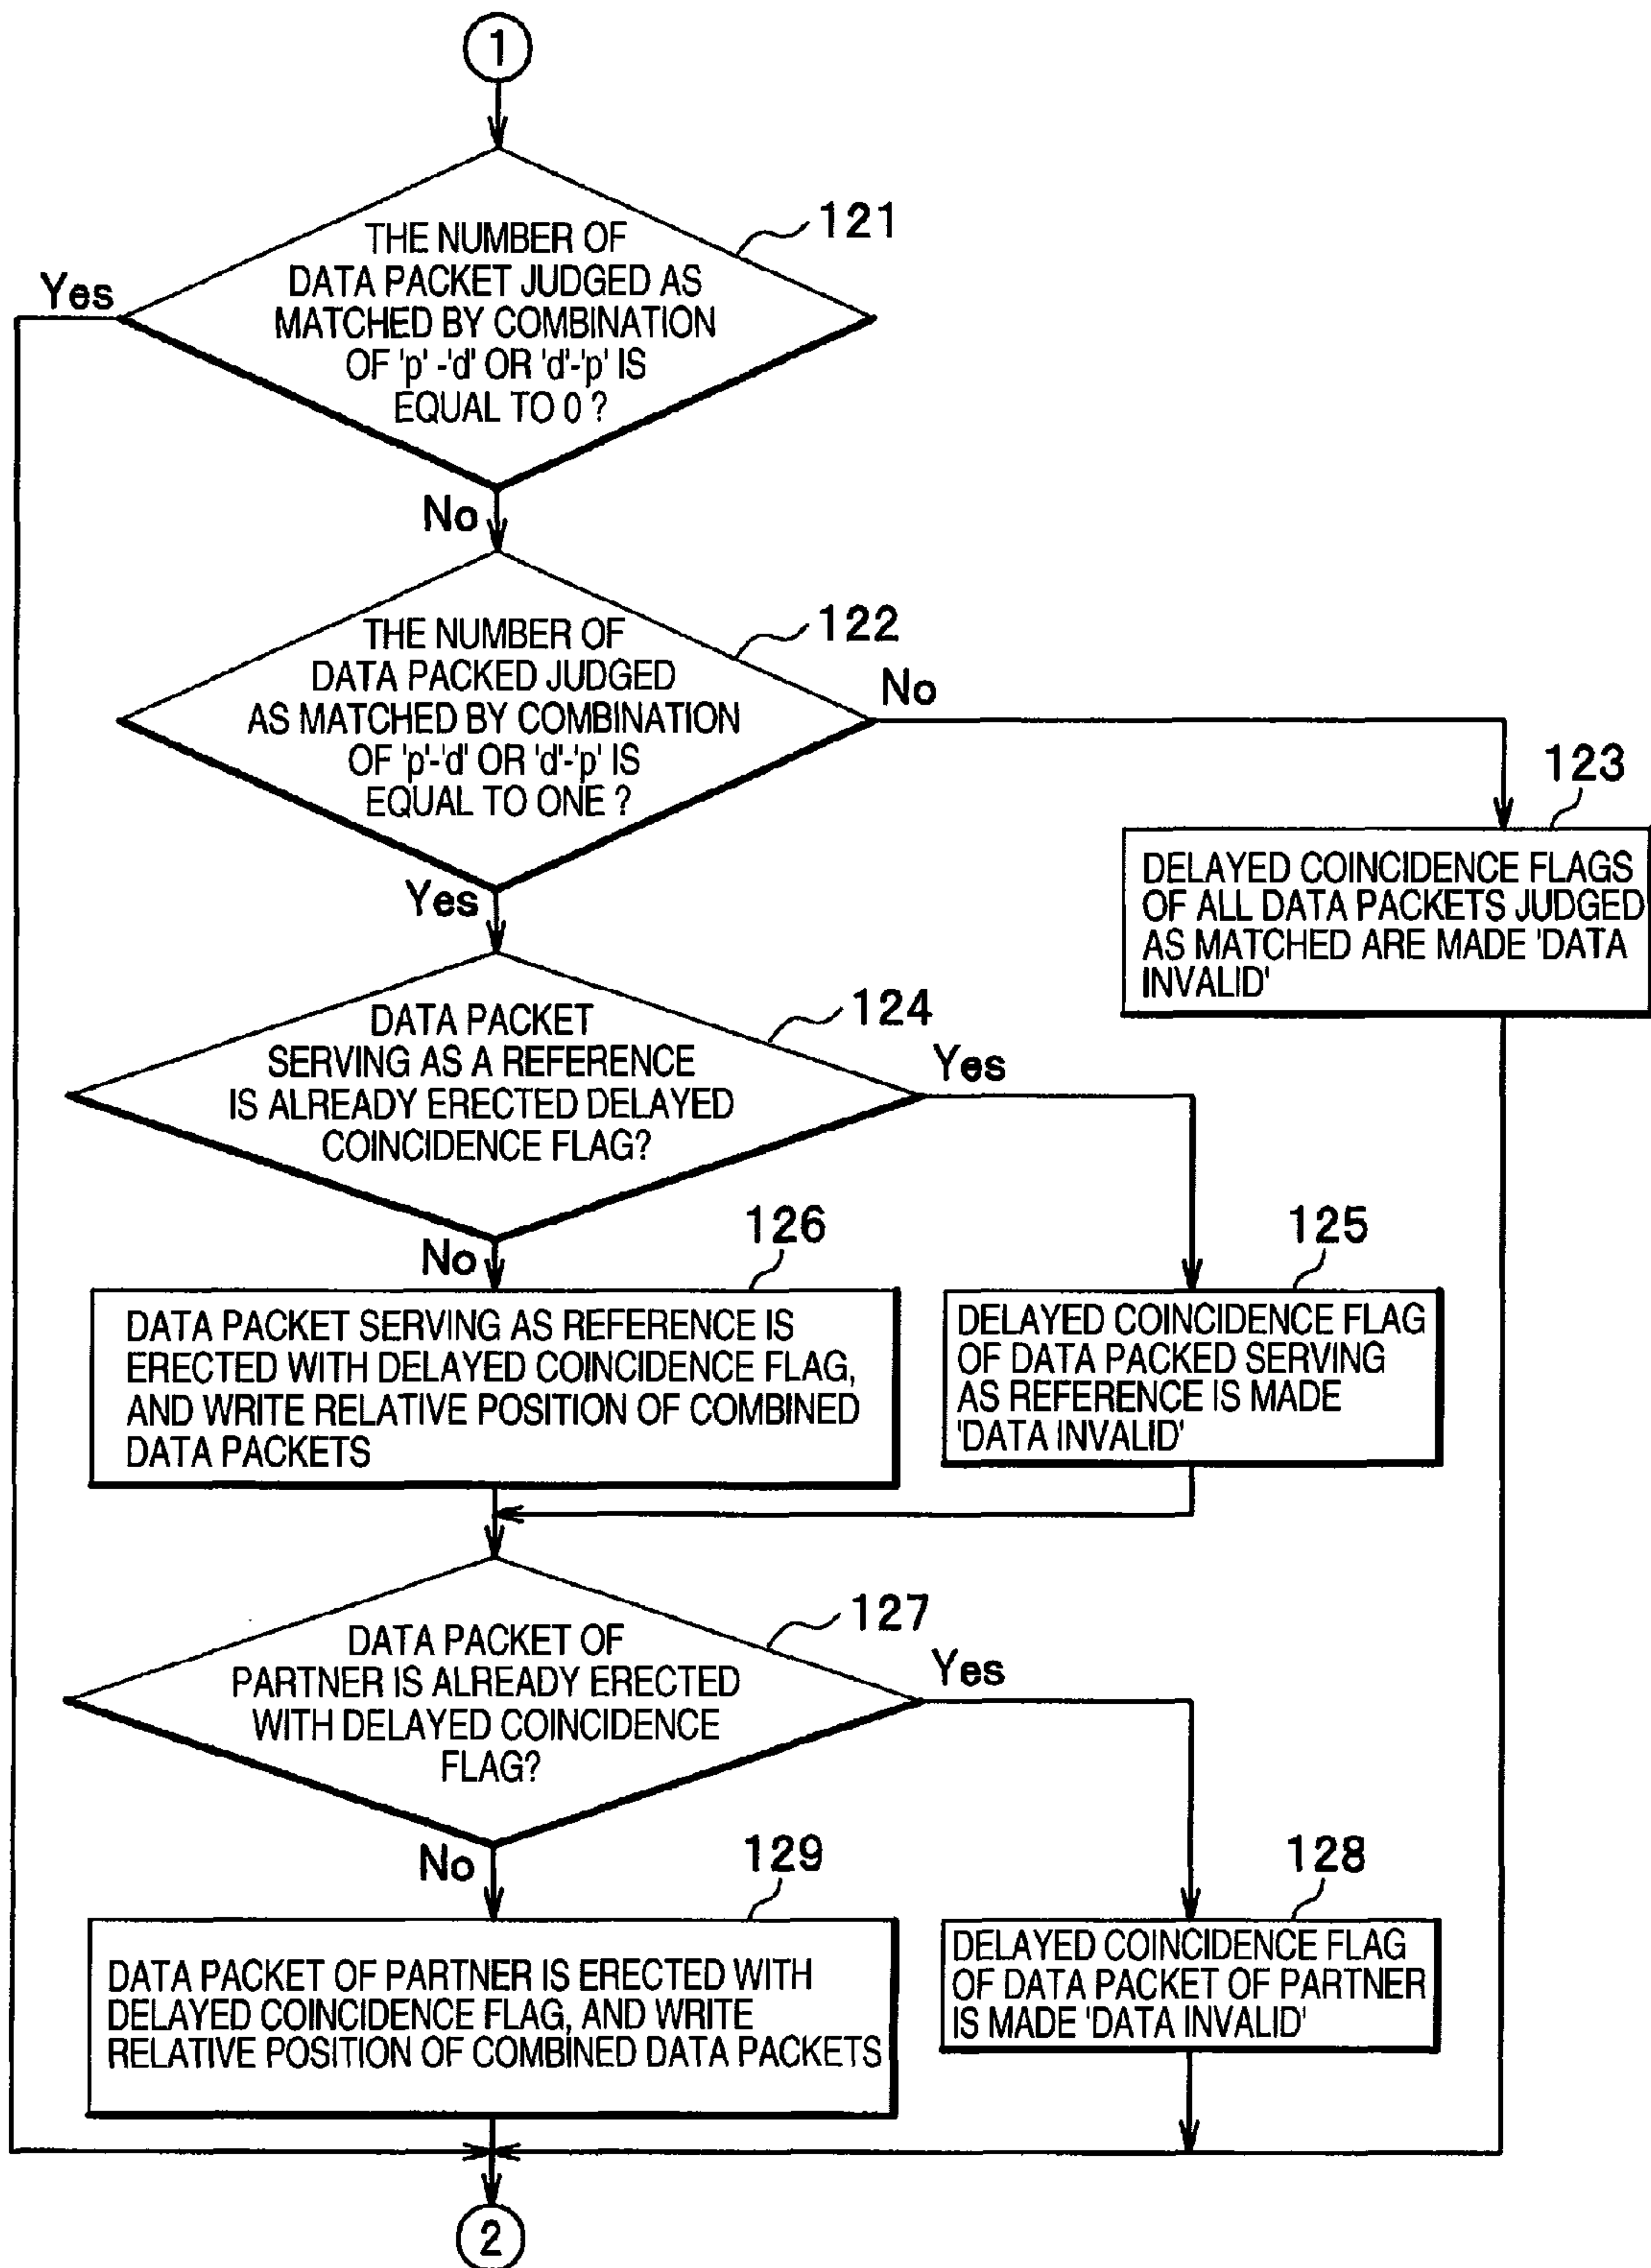 1
THE NUMBER OF
DATA PACKET JUDGED AS
MATCHED BY COMBINATION
OF 'p' -'d' OR 'd'-'p' IS
EQUAL TO 0 ?
121
Yes
No
THE NUMBER OF
DATA PACKED JUDGED
AS MATCHED BY COMBINATION
OF 'p'-'d' OR 'd'-'p' IS
EQUAL TO ONE ?
122
No
123
DELAYED COINCIDENCE FLAGS
OF ALL DATA PACKETS JUDGED
AS MATCHED ARE MADE 'DATA
INVALID'
Yes
DATA PACKET
SERVING AS A REFERENCE
IS ALREADY ERECTED DELAYED
COINCIDENCE FLAG?
124
Yes
No
126
DATA PACKET SERVING AS REFERENCE IS
ERECTED WITH DELAYED COINCIDENCE FLAG,
AND WRITE RELATIVE POSITION OF COMBINED
DATA PACKETS
125
DELAYED COINCIDENCE FLAG
OF DATA PACKED SERVING
AS REFERENCE IS MADE
'DATA INVALID'
DATA PACKET OF
PARTNER IS ALREADY ERECTED
WITH DELAYED COINCIDENCE
FLAG?
127
Yes
No
129
DATA PACKET OF PARTNER IS ERECTED WITH
DELAYED COINCIDENCE FLAG, AND WRITE
RELATIVE POSITION OF COMBINED DATA PACKETS
128
DELAYED COINCIDENCE FLAG
OF DATA PACKET OF PARTNER
IS MADE 'DATA INVALID'
2